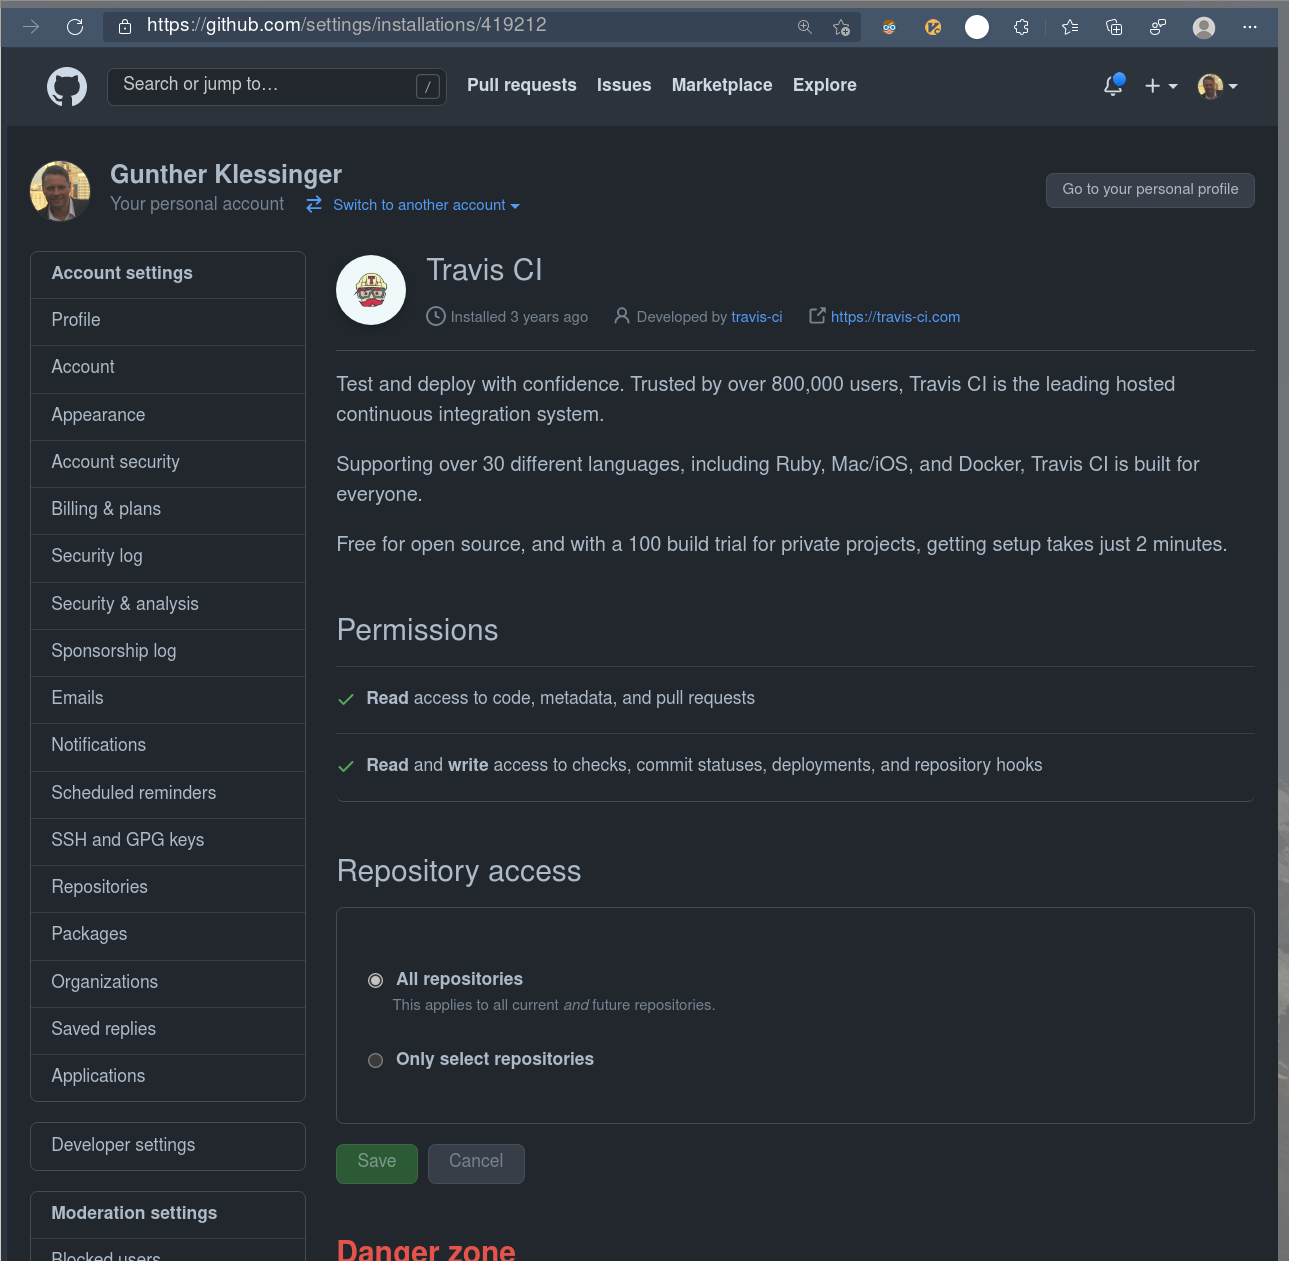 https://github.com/settings/installations/419212
Search or jump to…
/
Pull requests
Issues
Marketplace
Explore
Gunther Klessinger
Your personal account
Switch to another account
Go to your personal profile
Account settings
Profile
Account
Appearance
Account security
Billing & plans
Security log
Security & analysis
Sponsorship log
Emails
Notifications
Scheduled reminders
SSH and GPG keys
Repositories
Packages
Organizations
Saved replies
Applications
Developer settings
Moderation settings
Blocked users
Travis CI
Installed 3 years ago
Developed by travis-ci
https://travis-ci.com
Test and deploy with confidence. Trusted by over 800,000 users, Travis CI is the leading hosted
continuous integration system.
Supporting over 30 different languages, including Ruby, Mac/iOS, and Docker, Travis CI is built for
everyone.
Free for open source, and with a 100 build trial for private projects, getting setup takes just 2 minutes.
Permissions
Read access to code, metadata, and pull requests
Read and write access to checks, commit statuses, deployments, and repository hooks
Repository access
All repositories
This applies to all current and future repositories.
Only select repositories
Save
Cancel
Danger zone